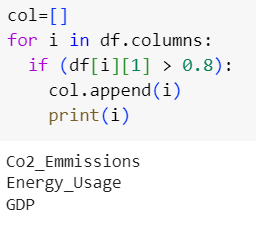 col=[]
for i in df.columns:
  if (df[i][1] > 0.8):
    col.append(i)
    print(i)
Co2_Emmissions
Energy_Usage
GDP